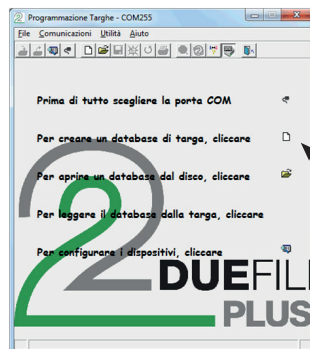 Programmazione Targhe - COM255
File Comunicazioni Utilità Aiuto
Prima di tutto scegliere la porta COM
Per creare un database di targa, cliccare
Per aprire un database dal disco, cliccare
Per leggere il database dalla targa, cliccare
Per configurare i dispositivi, cliccare
2
DUEFILI
PLUS